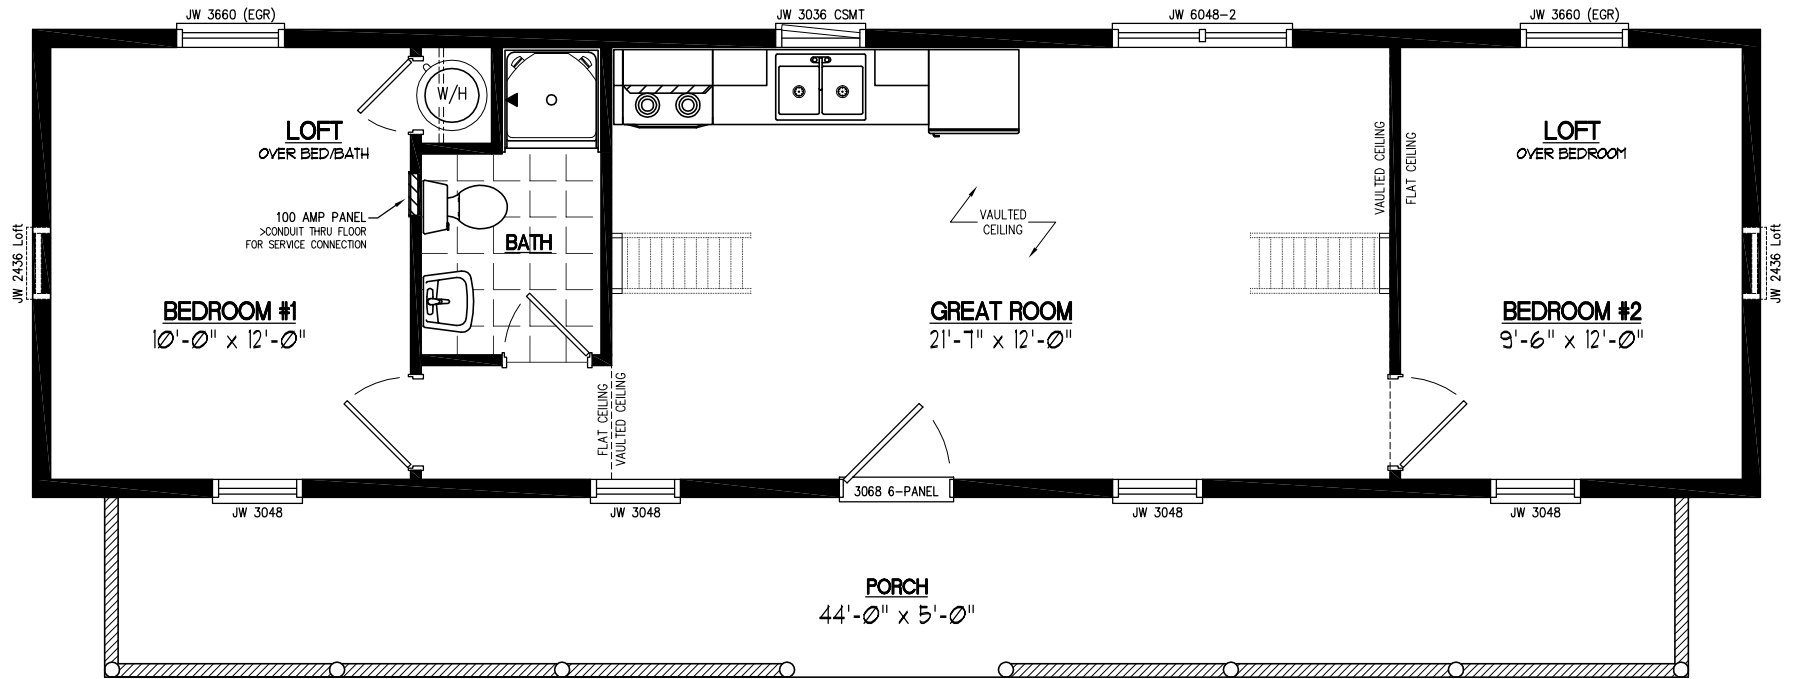 JW 3660 (EGR)
JW 3036 CSMT
JW 6048-2
JW 3660 (EGR)
W/H
LOFT
OVER BED/BATH
100 AMP PANEL
>CONDUIT THRU FLOOR
FOR SERVICE CONNECTION
BATH
JW 2436 Loft
BEDROOM #1
10'-0" x 12'-0"
FLAT CEILING
VAULTED CEILING
VAULTED
CEILING
GREAT ROOM
21'-7" x 12'-0"
VAULTED CEILING
FLAT CEILING
LOFT
OVER BEDROOM
BEDROOM #2
9'-6" x 12'-0"
JW 2436 Loft
3068 6-PANEL
JW 3048
JW 3048
JW 3048
JW 3048
PORCH
44'-0" x 5'-0"